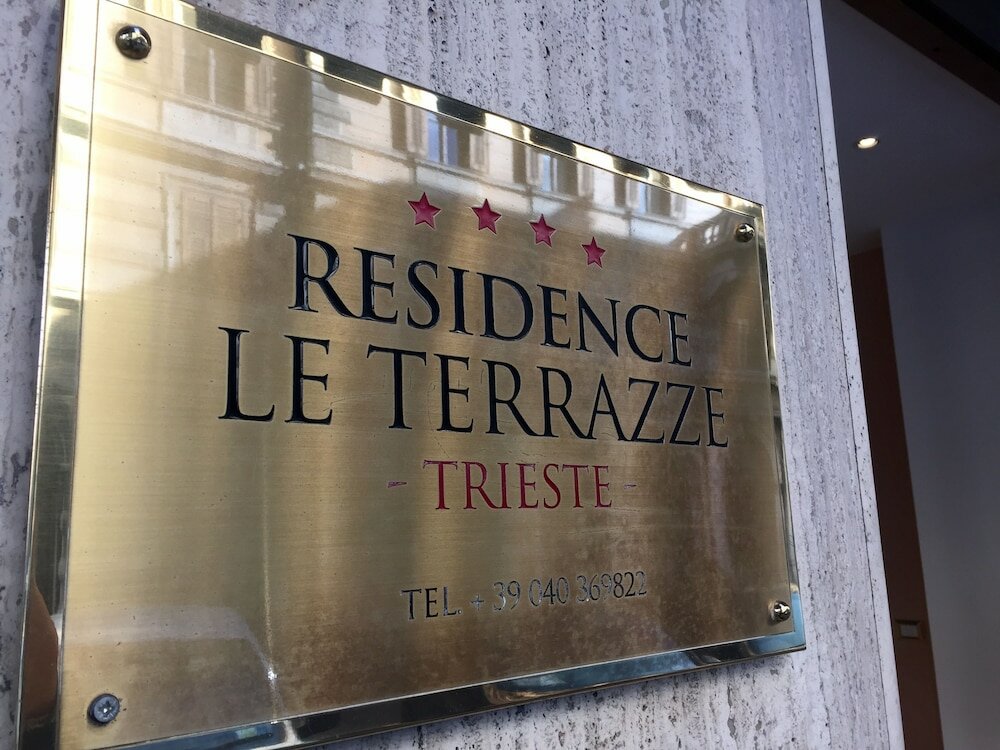 RESIDENCE
LE TERRAZZE
- TRIESTE -
TEL. + 39 040 369822